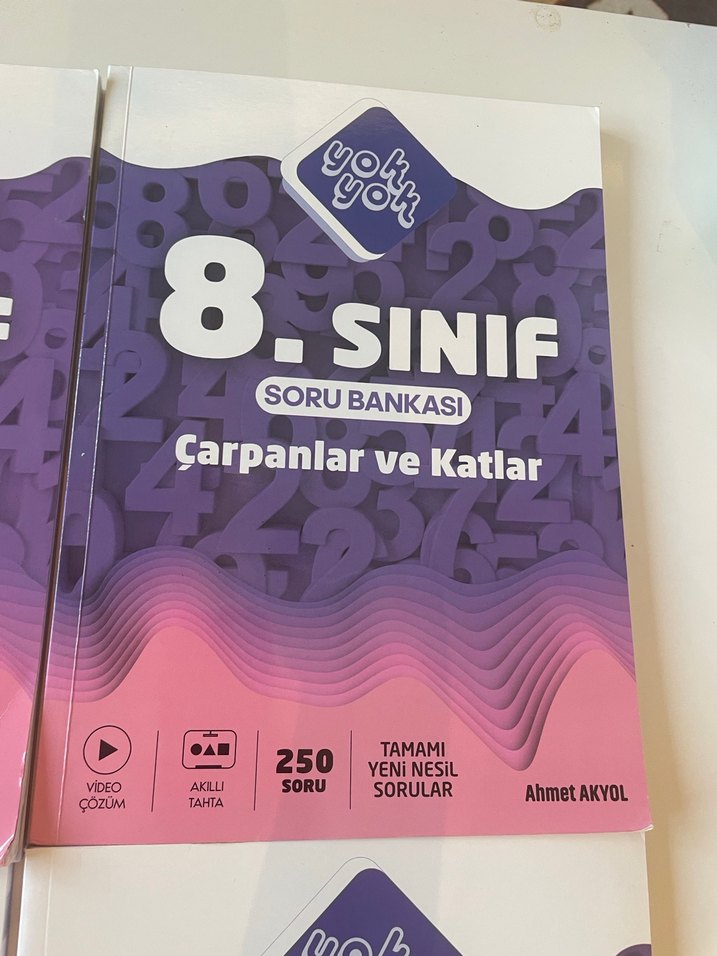 yok
yok
8. SINIF
SORU BANKASI
Çarpanlar ve Katlar
VİDEO
ÇÖZÜM
AKILLI
TAHTA
250
SORU
TAMAMI
YENİ NESİL
SORULAR
Ahmet AKYOL
yok